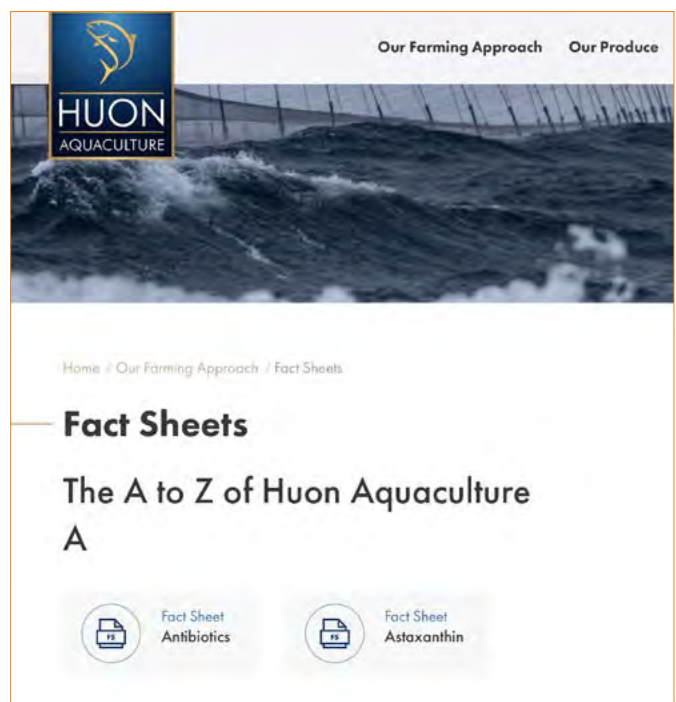 Our Farming Approach Our Produce
HUON
AQUACULTURE
Home / Our Farming Approach / Fact Sheets
Fact Sheets
The A to Z of Huon Aquaculture
A
Fact Sheet
Antibiotics
Fact Sheet
Astaxanthin
FS
FS